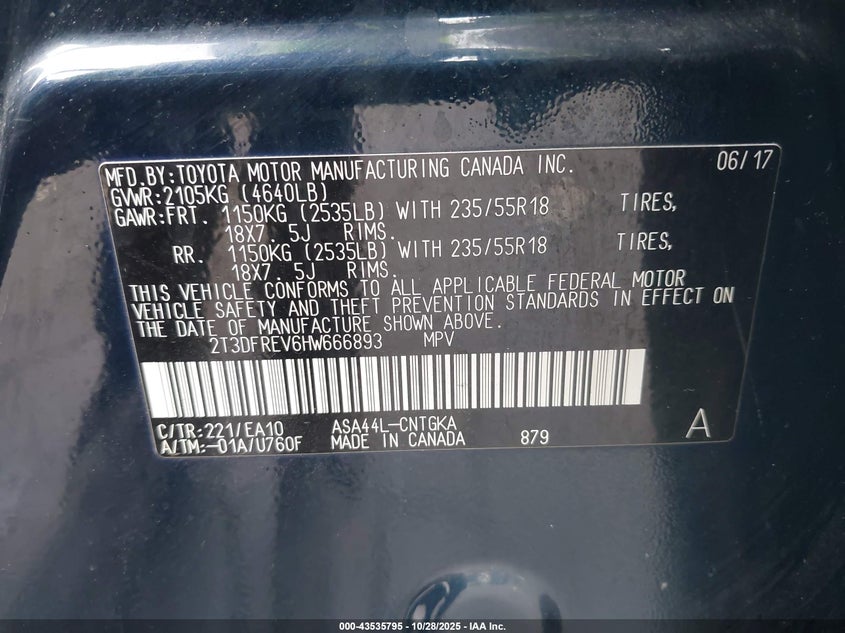 MFD.BY:TOYOTA MOTOR MANUFACTURING CANADA INC. 06/17
GVWR:2105KG (4640LB)
GAWR:FRT. 1150KG (2535LB) WITH 235/55R18 TIRES,
18X7.5J RIMS.
RR. 1150KG (2535LB) WITH 235/55R18 TIRES,
18X7.5J RIMS.
THIS VEHICLE CONFORMS TO ALL APPLICABLE FEDERAL MOTOR
VEHICLE SAFETY AND THEFT PREVENTION STANDARDS IN EFFECT ON
THE DATE OF MANUFACTURE SHOWN ABOVE.
2T3DFREV6HW666893 MPV
C/TR:221/EA10 ASA44L-CNTGKA
A/TM:-01A/U760F MADE IN CANADA 879 A
000-43535795 - 10/28/2025 - IAA Inc.